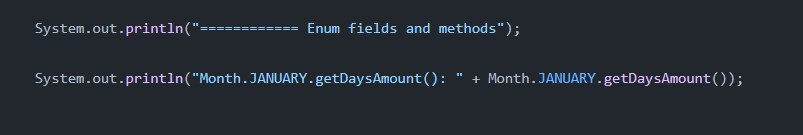 System.out.println("============ Enum fields and methods");
System.out.println("Month.JANUARY.getDaysAmount(): " + Month.JANUARY.getDaysAmount());